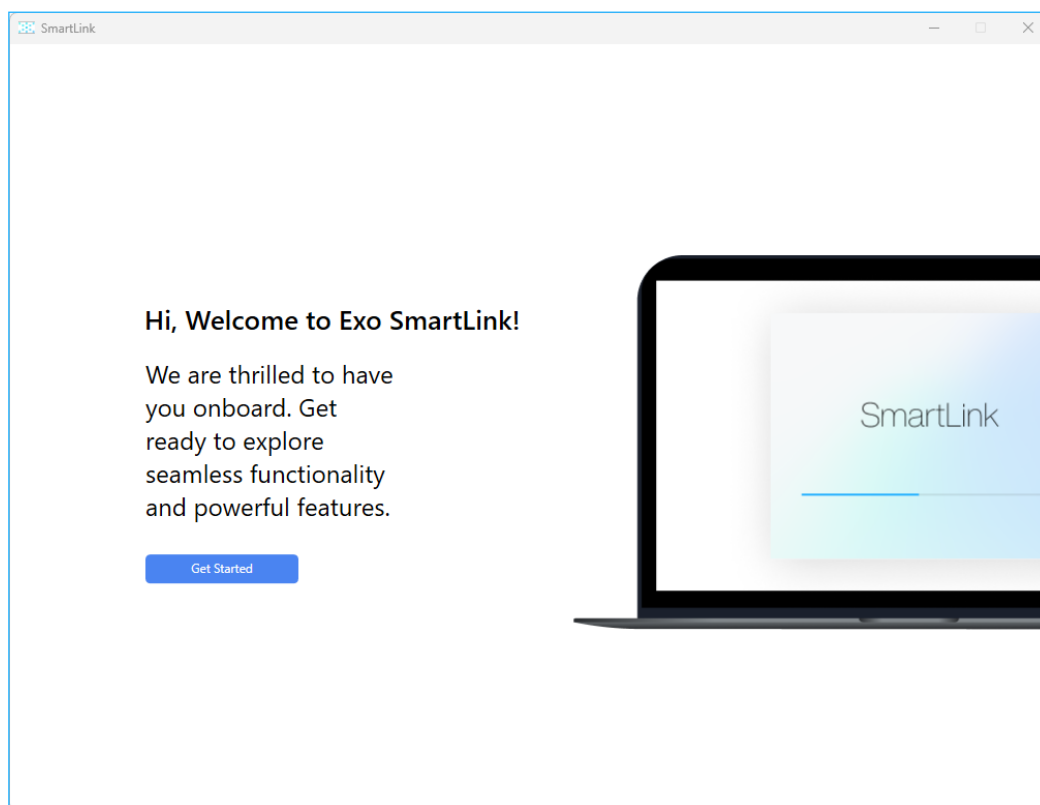 SmartLink
Hi, Welcome to Exo SmartLink!
We are thrilled to have
you onboard. Get
ready to explore
seamless functionality
and powerful features.
Get Started
SmartLink